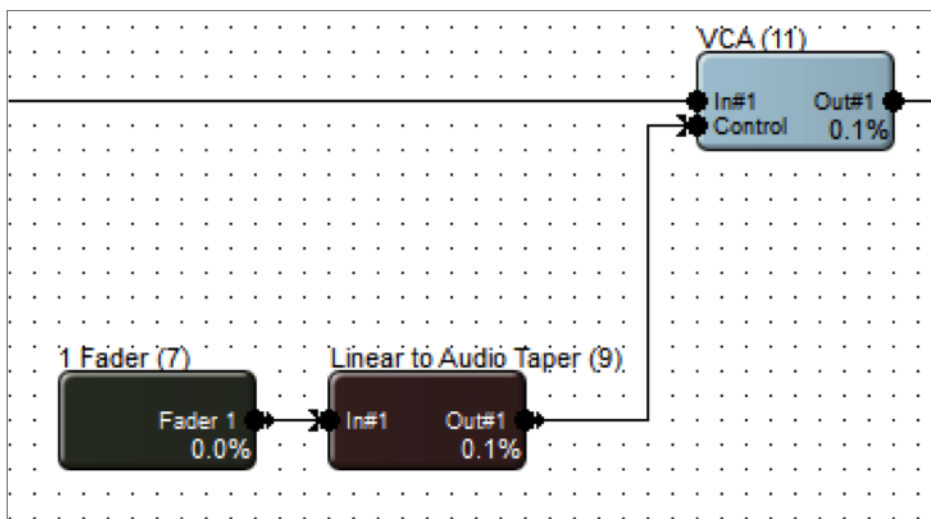 VCA (11)
In#1 Out#1
Control 0.1%
1 Fader (7)
Fader 1
0.0%
Linear to Audio Taper (9)
In#1 Out#1
0.1%